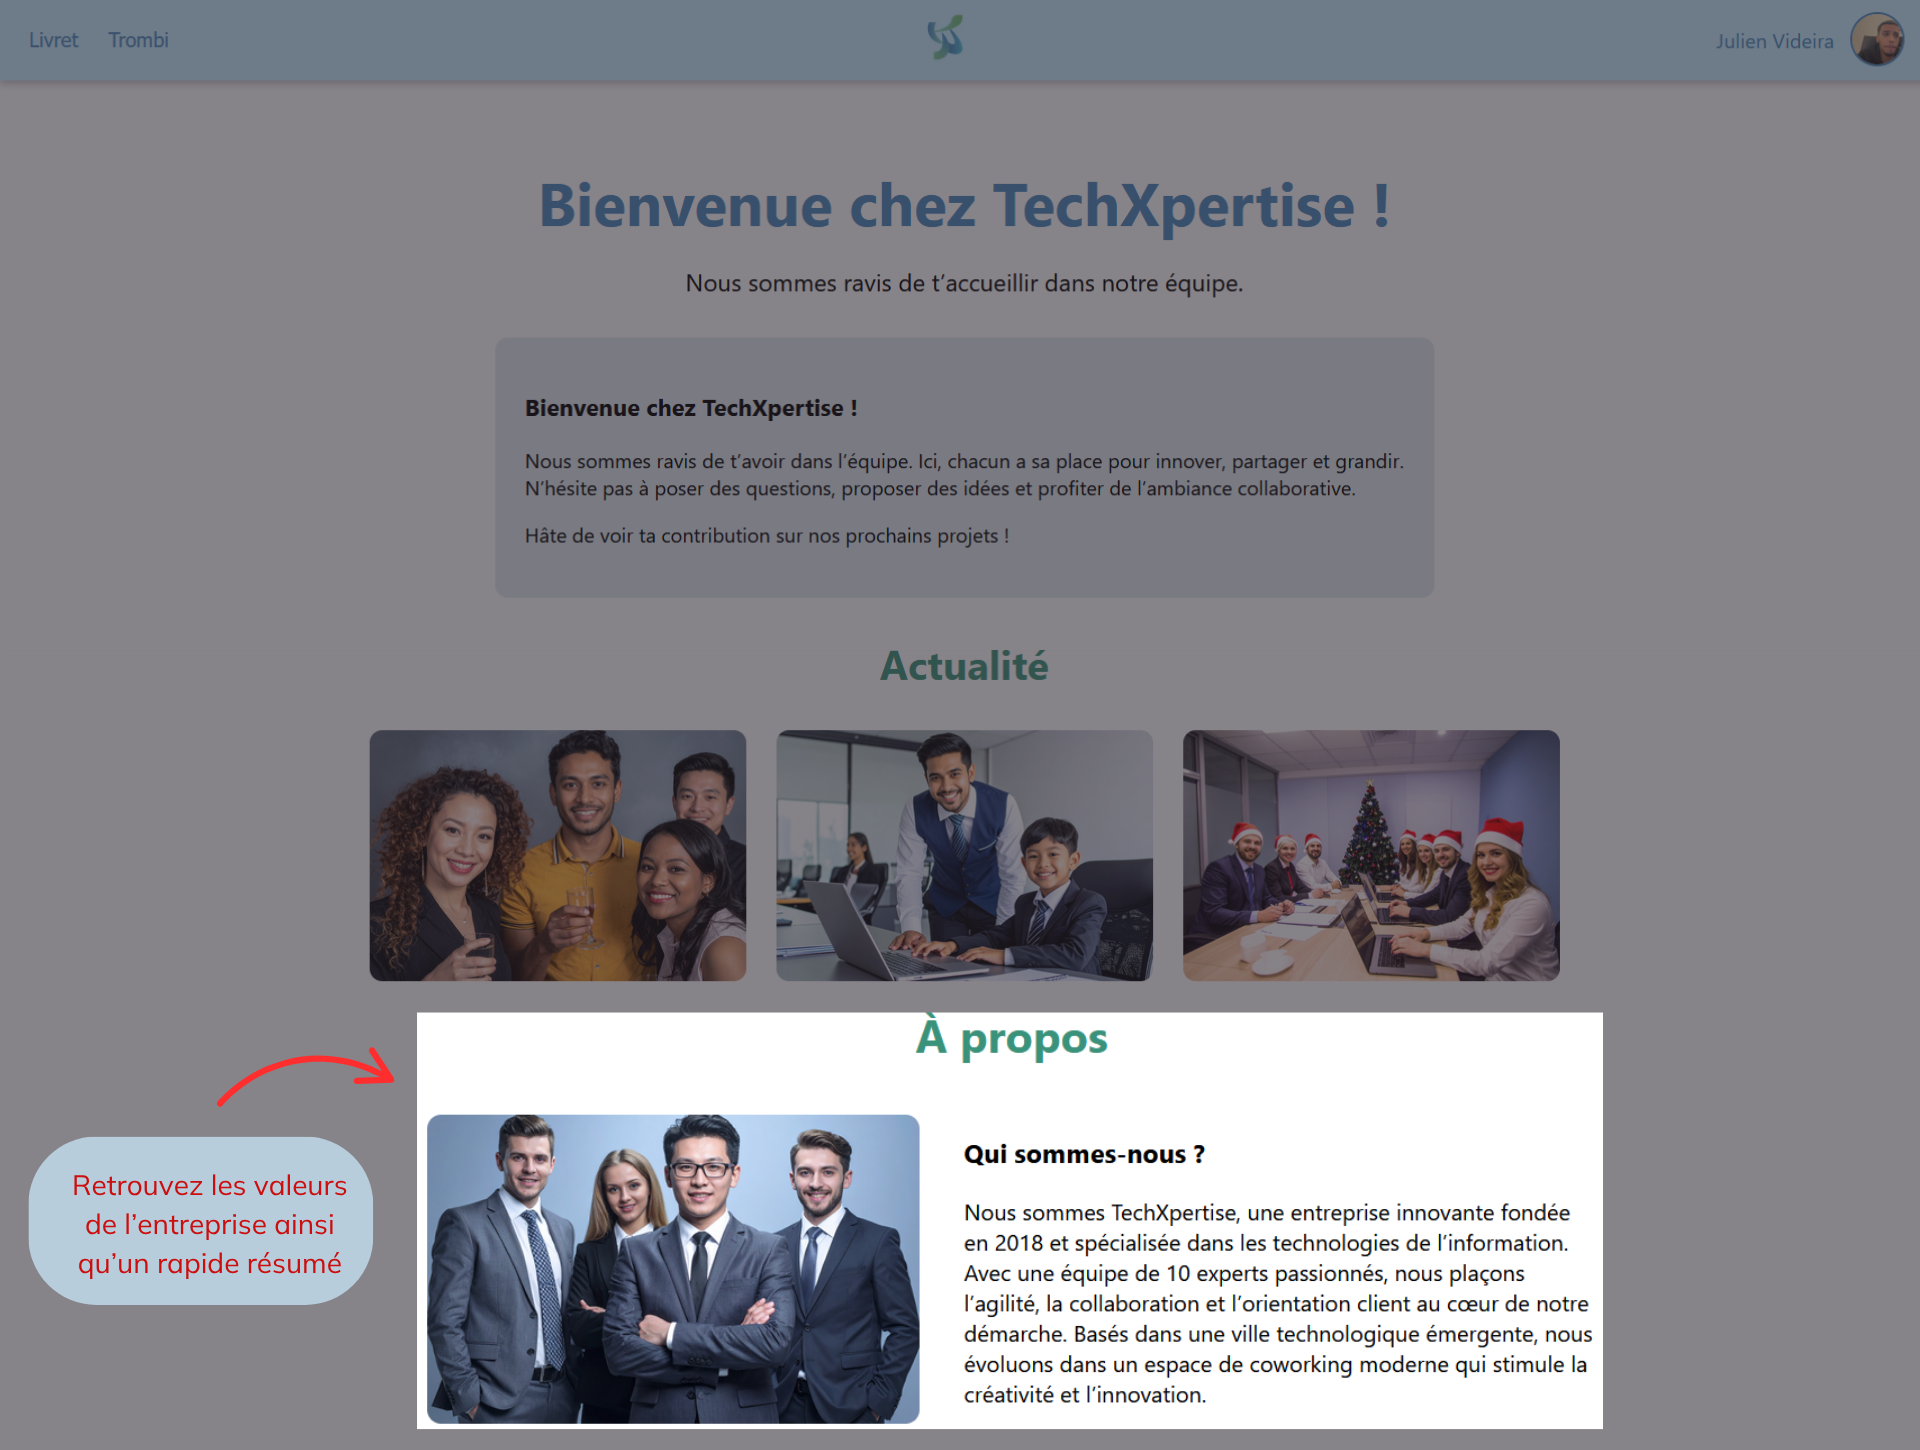 Livret Trombi
Julien Videira
Bienvenue chez TechXpertise !
Nous sommes ravis de t’accueillir dans notre équipe.
Bienvenue chez TechXpertise !
Nous sommes ravis de t’avoir dans l’équipe. Ici, chacun a sa place pour innover, partager et grandir.
N’hésite pas à poser des questions, proposer des idées et profiter de l’ambiance collaborative.
Hâte de voir ta contribution sur nos prochains projets !
Actualité
À propos
Retrouvez les valeurs
de l’entreprise ainsi
qu’un rapide résumé
Qui sommes-nous ?
Nous sommes TechXpertise, une entreprise innovante fondée
en 2018 et spécialisée dans les technologies de l’information.
Avec une équipe de 10 experts passionnés, nous plaçons
l’agilité, la collaboration et l’orientation client au cœur de notre
démarche. Basés dans une ville technologique émergente, nous
évoluons dans un espace de coworking moderne qui stimule la
créativité et l’innovation.